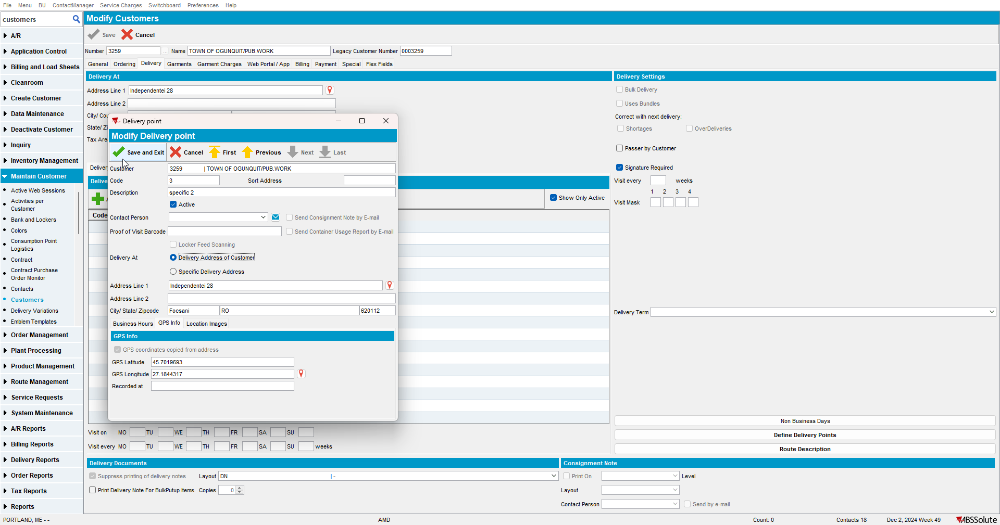 File Menu BU ContactManager Service Charges Switchboard Preferences Help
customers
Modify Customers
Save Cancel
Number 3259 ... Name TOWN OF OGUNQUIT/PUB.WORK Legacy Customer Number 0003259
General Ordering Delivery Garments Garment Charges Web Portal / App Billing Payment Special Flex Fields
A/R
Application Control
Billing and Load Sheets
Cleanroom
Create Customer
Data Maintenance
Deactivate Customer
Inquiry
Inventory Management
Maintain Customer
Active Web Sessions
Activities per
Customer
Bank and Lockers
Colors
Consumption Point
Logistics
Contract
Contract Purchase
Order Monitor
Contacts
Customers
Delivery Variations
Emblem Templates
Order Management
Plant Processing
Product Management
Route Management
Service Requests
System Maintenance
A/R Reports
Billing Reports
Delivery Reports
Order Reports
Tax Reports
Reports
Delivery At
Address Line 1 Independentei 28
Address Line 2
City/ Cou
State/ Zi
Tax Are
Deliver
Delive
Show Only Active
Code
Delivery point
Modify Delivery point
Save and Exit Cancel First Previous Next Last
Customer 3259 | TOWN OF OGUNQUIT/PUB.WORK
Code 3 Sort Address
Description specific 2
Active
Contact Person Send Consignment Note by E-mail
Proof of Visit Barcode Send Container Usage Report by E-mail
Locker Feed Scanning
Delivery At Delivery Address of Customer
Specific Delivery Address
Address Line 1 Independentei 28
Address Line 2
City/ State/ Zipcode Focsani RO 620112
Business Hours GPS Info Location Images
GPS Info
GPS coordinates copied from address
GPS Latitude 45.7019693
GPS Longitude 27.1844317
Recorded at
Visit on MO TU WE TH FR SA SU
Visit every MO TU WE TH FR SA SU weeks
Delivery Settings
Bulk Delivery
Uses Bundles
Correct with next delivery:
Shortages OverDeliveries
Passer by Customer
Signature Required
Visit every weeks
1 2 3 4
Visit Mask
Delivery Term
Non Business Days
Define Delivery Points
Route Description
Delivery Documents
Suppress printing of delivery notes Layout DN | -
Print Delivery Note For BulkPutup Items Copies 0
Consignment Note
Print On Level
Layout
Contact Person Send by e-mail
PORTLAND, ME - - AMD Count: 0 Contacts 18 Dec 2, 2024 Week 49 ABSSolute